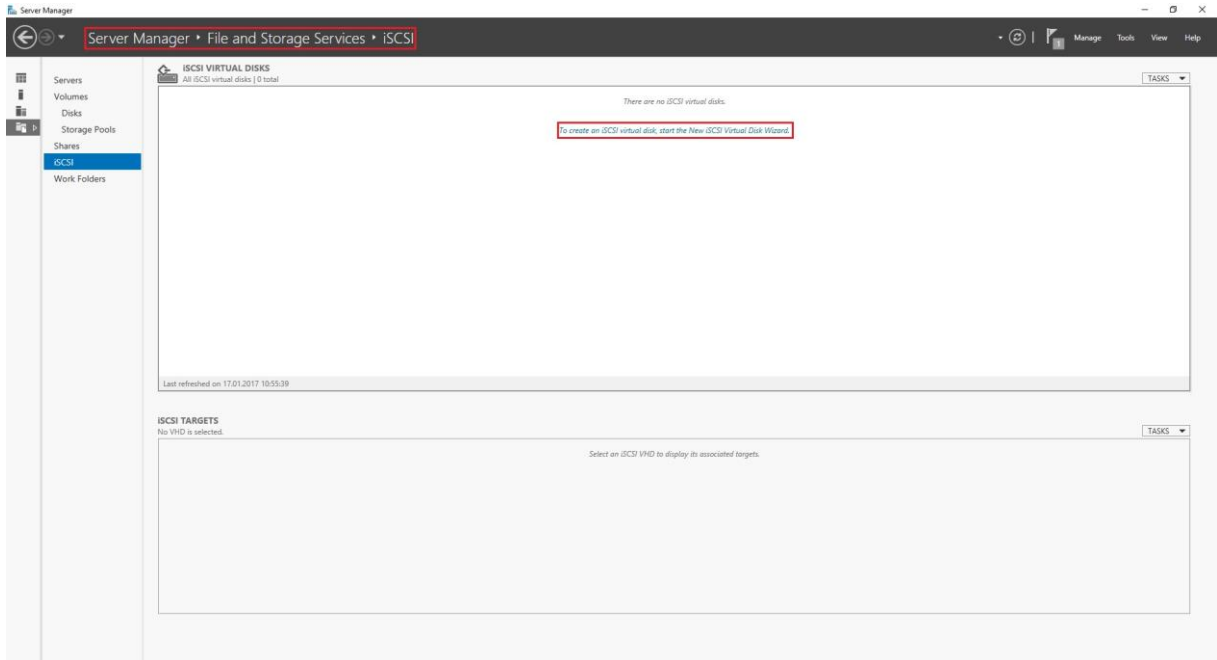 Server Manager
Server Manager ‣ File and Storage Services ‣ iSCSI
Manage Tools View Help
1
Servers
Volumes
Disks
Storage Pools
Shares
iSCSI
Work Folders
iSCSI VIRTUAL DISKS
All iSCSI virtual disks | 0 total
TASKS
There are no iSCSI virtual disks.
To create an iSCSI virtual disk, start the New iSCSI Virtual Disk Wizard.
Last refreshed on 17.01.2017 10:55:39
iSCSI TARGETS
No VHD is selected.
TASKS
Select an iSCSI VHD to display its associated targets.